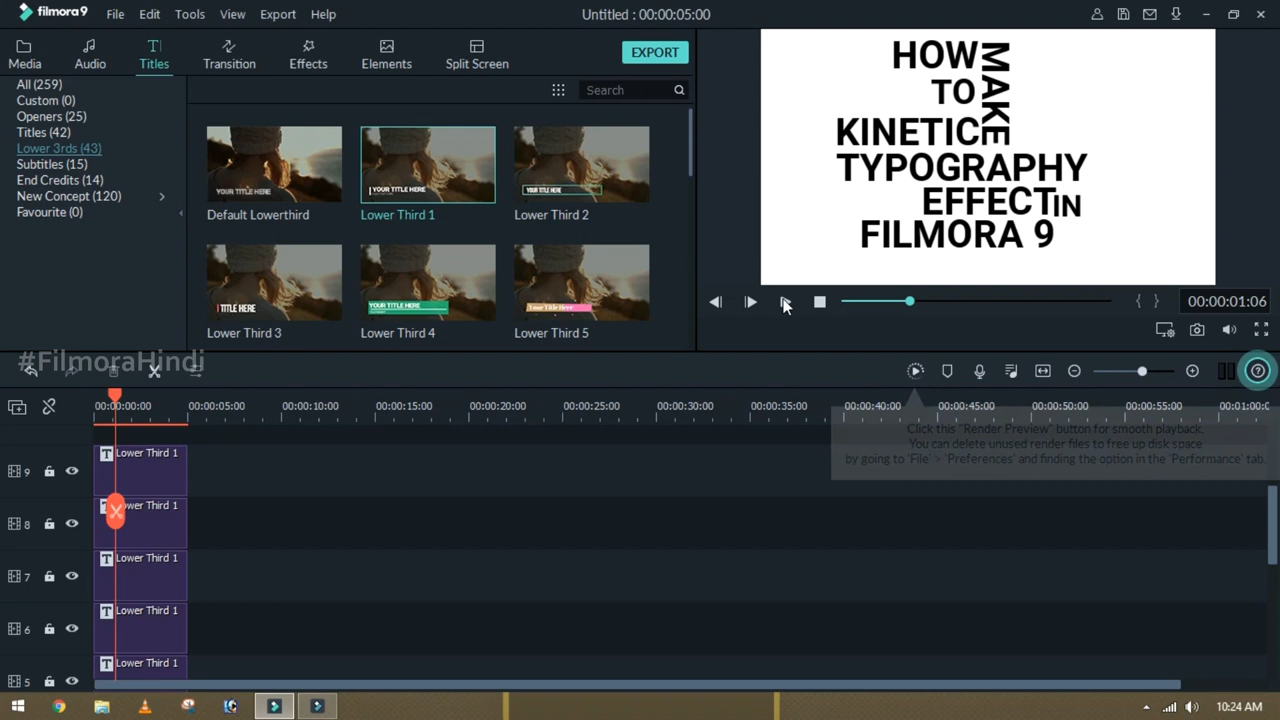 filmora9
File Edit Tools View Export Help
Untitled : 00:00:05:00
Media Audio Titles Transition Effects Elements Split Screen
EXPORT
All (259)
Custom (0)
Openers (25)
Titles (42)
Lower 3rds (43)
Subtitles (15)
End Credits (14)
New Concept (120)
Favourite (0)
Search
YOUR TITLE HERE
YOUR TITLE HERE
YOUR TITLE HERE
Default Lowerthird
Lower Third 1
Lower Third 2
TITLE HERE
YOUR TITLE HERE
Your Title Here
Lower Third 3
Lower Third 4
Lower Third 5
HOW
MAKE
TO
KINETIC
TYPOGRAPHY
EFFECT IN
FILMORA 9
00:00:01:06
#FilmoraHindi
00:00:00:00 00:00:05:00 00:00:10:00 00:00:15:00 00:00:20:00 00:00:25:00 00:00:30:00 00:00:35:00 00:00:40:00 00:00:45:00 00:00:50:00 00:00:55:00 00:01:00:0
Click this "Render Preview" button for smooth playback.
You can delete unused render files to free up disk space
by going to 'File' > 'Preferences' and finding the option in the 'Performance' tab.
9 T Lower Third 1
8 Lower Third 1
7 T Lower Third 1
6 T Lower Third 1
5 T Lower Third 1
10:24 AM